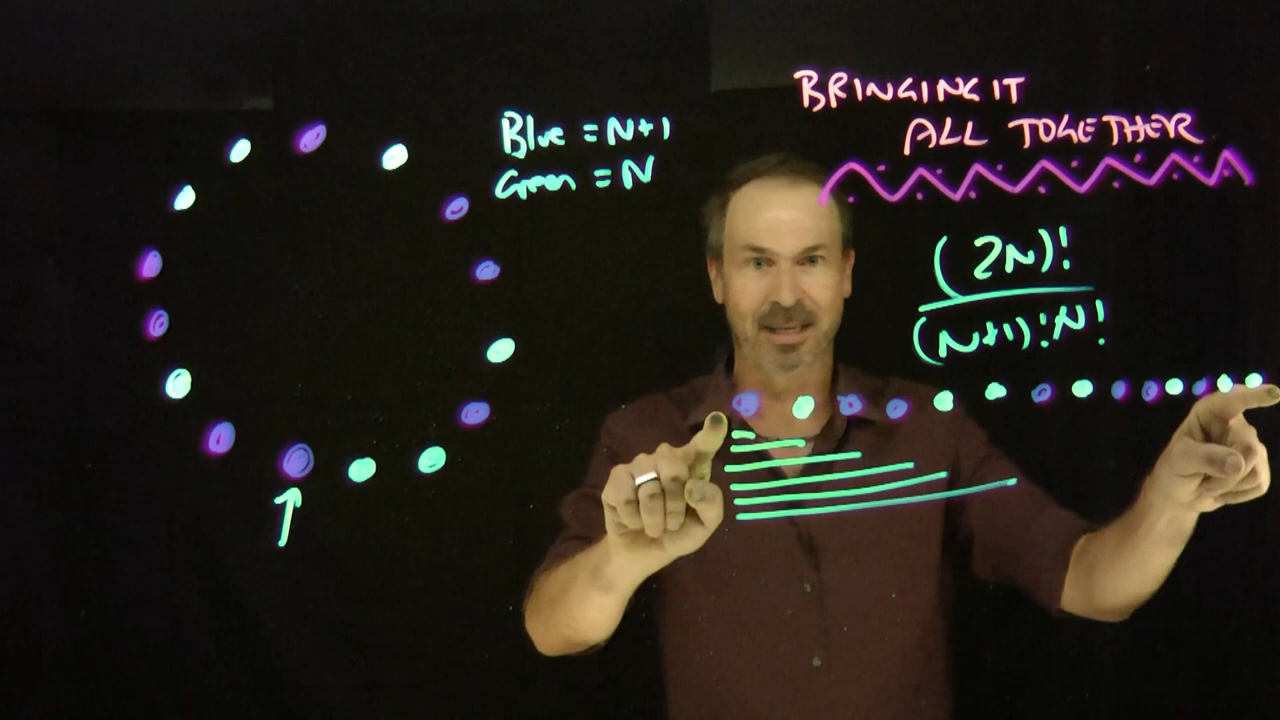 Blue = N+1
Green = N
BRINGING IT
ALL TOGETHER
(2N)!
(N+1)! N!